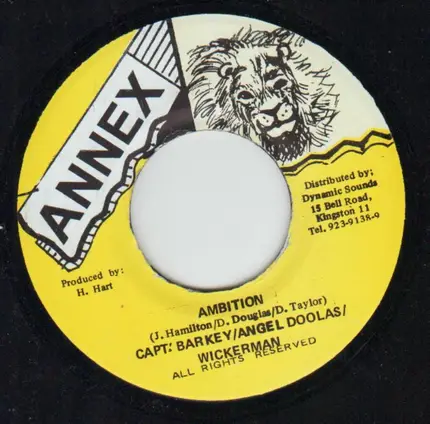 ANNEX
Distributed by;
Dynamic Sounds
15 Bell Road,
Kingston 11
Tel. 923-9138-9
Produced by:
H. Hart
AMBITION
(J. Hamilton/D. Douglas/D. Taylor)
CAPT. BARKEY/ANGEL DOOLAS/
WICKERMAN
ALL RIGHTS RESERVED